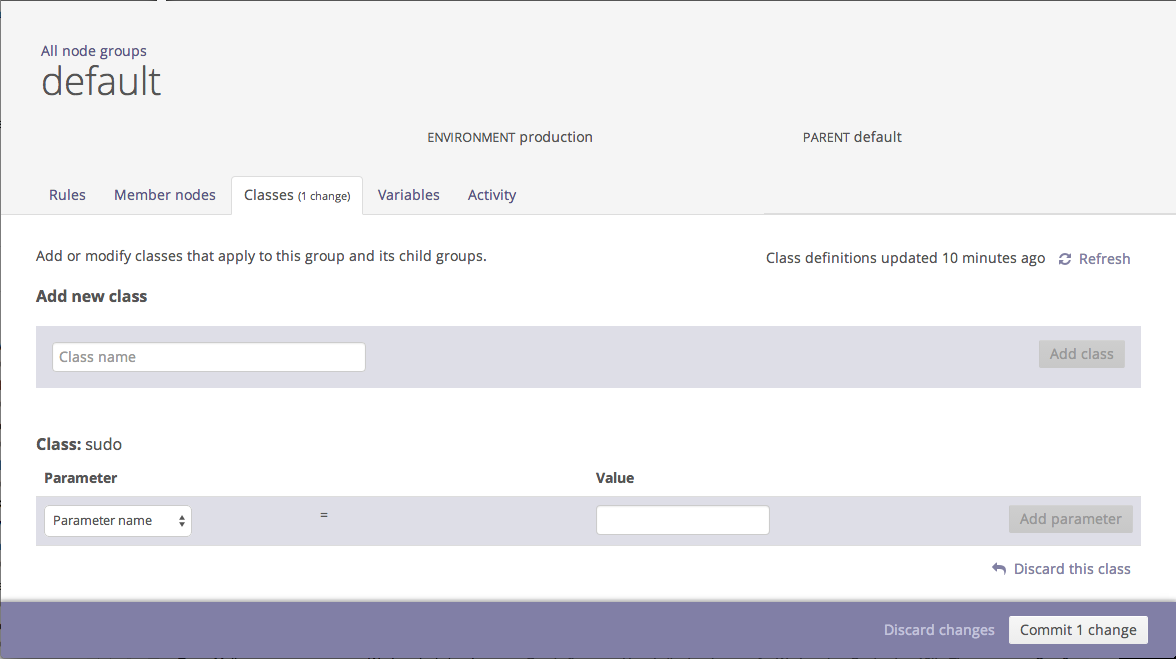 All node groups
default
ENVIRONMENT production
PARENT default
Rules
Member nodes
Classes (1 change)
Variables
Activity
Add or modify classes that apply to this group and its child groups.
Class definitions updated 10 minutes ago
Refresh
Add new class
Class name
Add class
Class: sudo
Parameter
Value
Parameter name
=
Add parameter
Discard this class
Discard changes
Commit 1 change